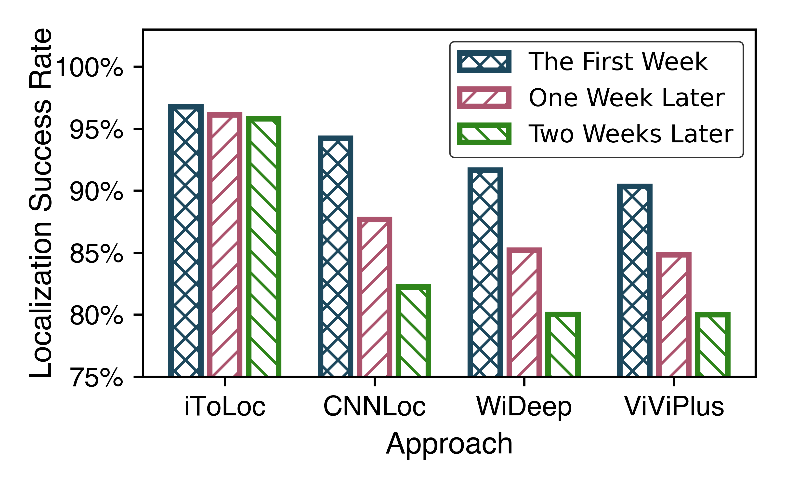 Localization Success Rate
100%
95%
90%
85%
80%
75%
The First Week
One Week Later
Two Weeks Later
iToLoc CNNLoc WiDeep ViViPlus
Approach